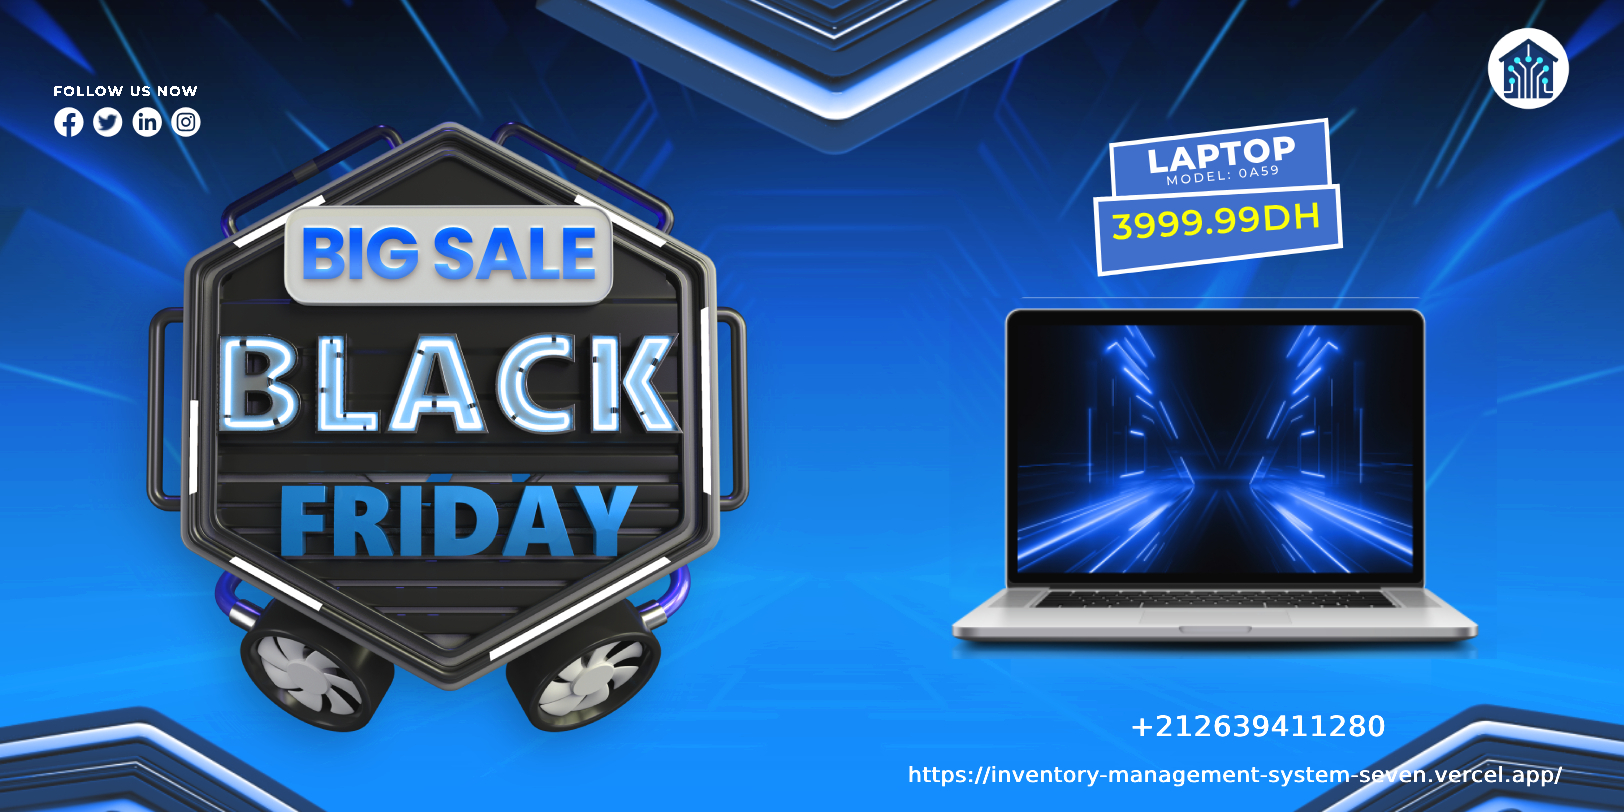 FOLLOW US NOW
BIG SALE
BLACK
FRIDAY
LAPTOP
MODEL: 0A59
3999.99DH
+212639411280
https://inventory-management-system-seven.vercel.app/